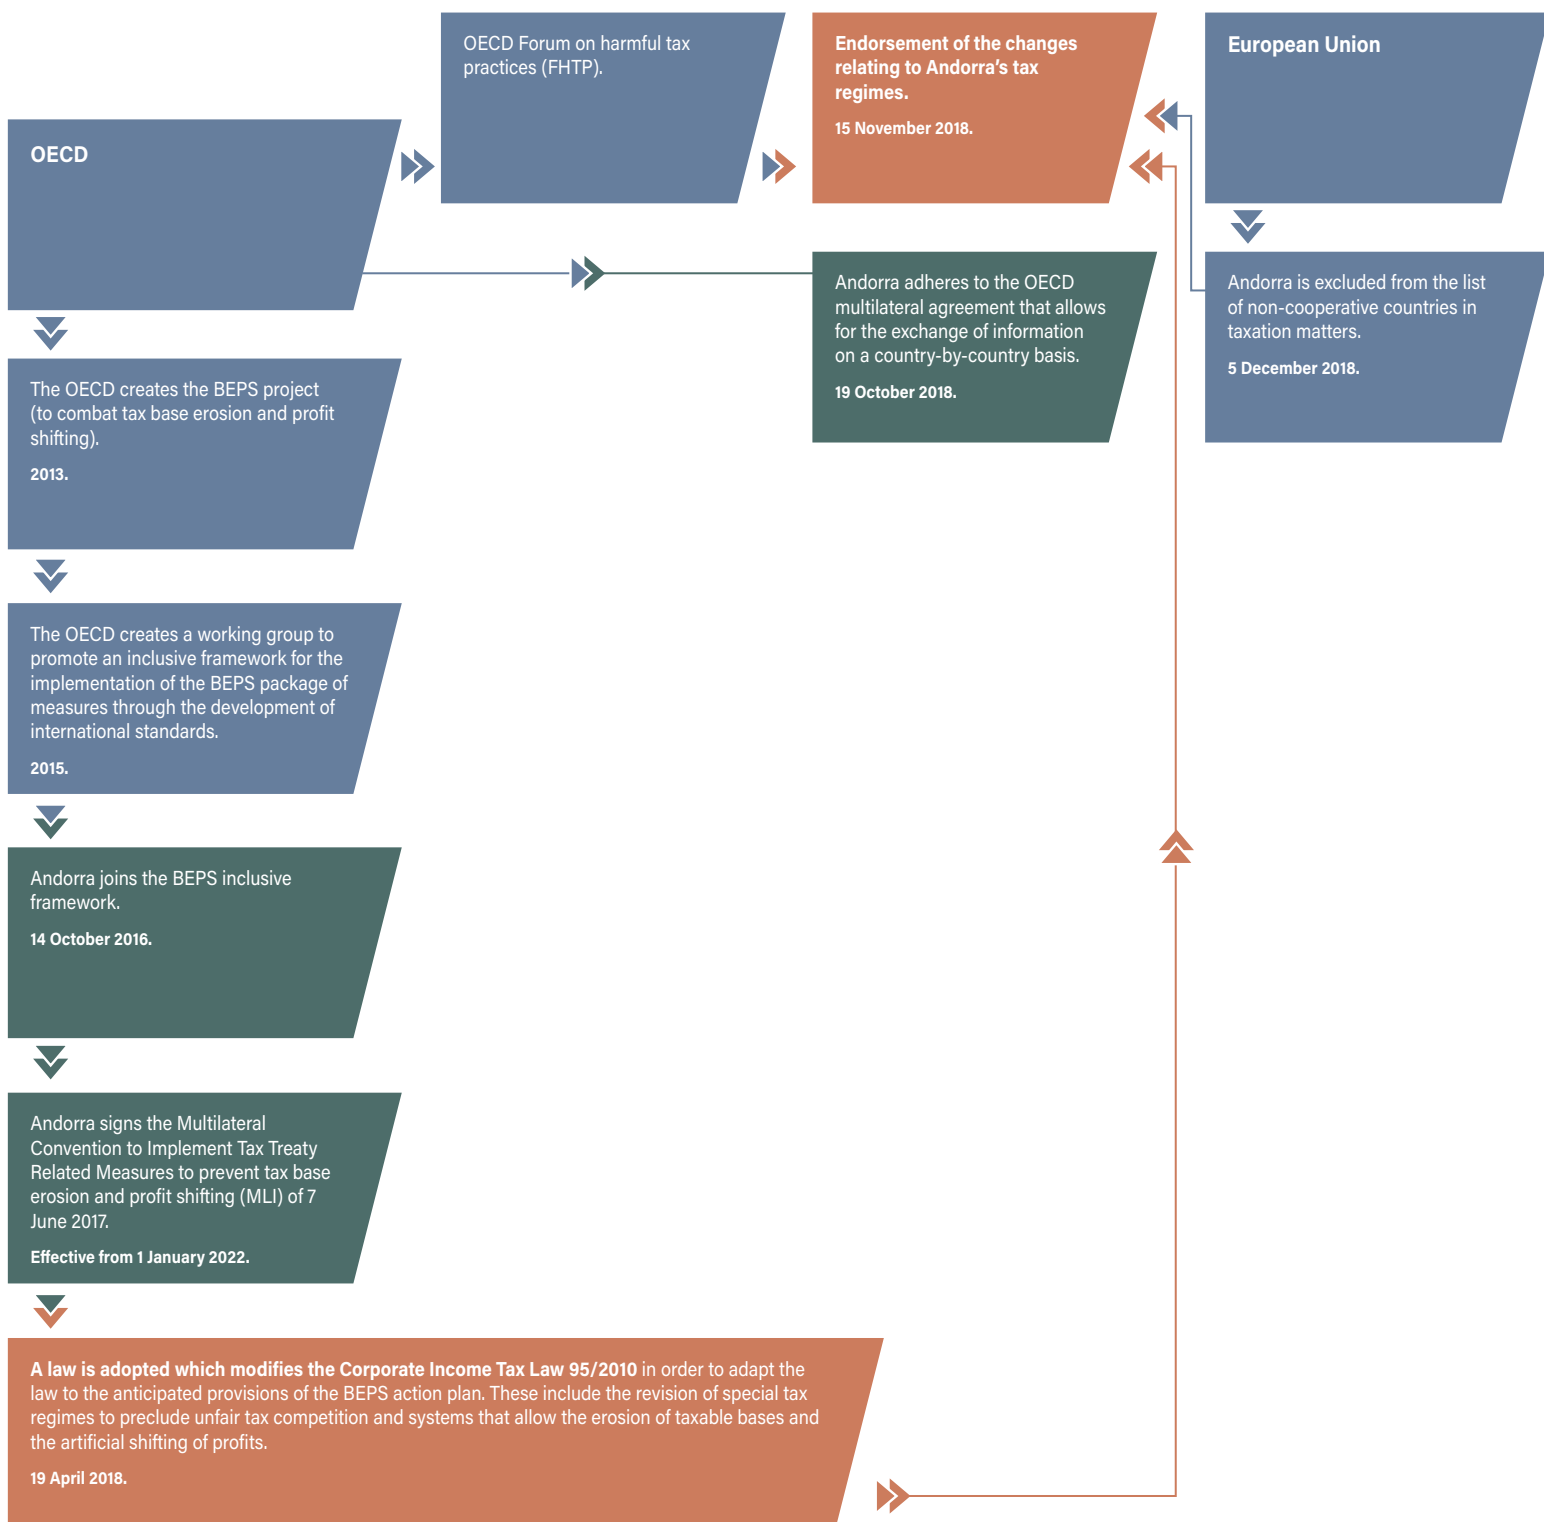 OECD Forum on harmful tax
practices (FHTP).
Endorsement of the changes
relating to Andorra’s tax
regimes.
15 November 2018.
European Union
OECD
Andorra adheres to the OECD
multilateral agreement that allows
for the exchange of information
on a country-by-country basis.
19 October 2018.
Andorra is excluded from the list
of non-cooperative countries in
taxation matters.
5 December 2018.
The OECD creates the BEPS project
(to combat tax base erosion and profit
shifting).
2013.
The OECD creates a working group to
promote an inclusive framework for the
implementation of the BEPS package of
measures through the development of
international standards.
2015.
Andorra joins the BEPS inclusive
framework.
14 October 2016.
Andorra signs the Multilateral
Convention to Implement Tax Treaty
Related Measures to prevent tax base
erosion and profit shifting (MLI) of 7
June 2017.
Effective from 1 January 2022.
A law is adopted which modifies the Corporate Income Tax Law 95/2010 in order to adapt the
law to the anticipated provisions of the BEPS action plan. These include the revision of special tax
regimes to preclude unfair tax competition and systems that allow the erosion of taxable bases and
the artificial shifting of profits.
19 April 2018.